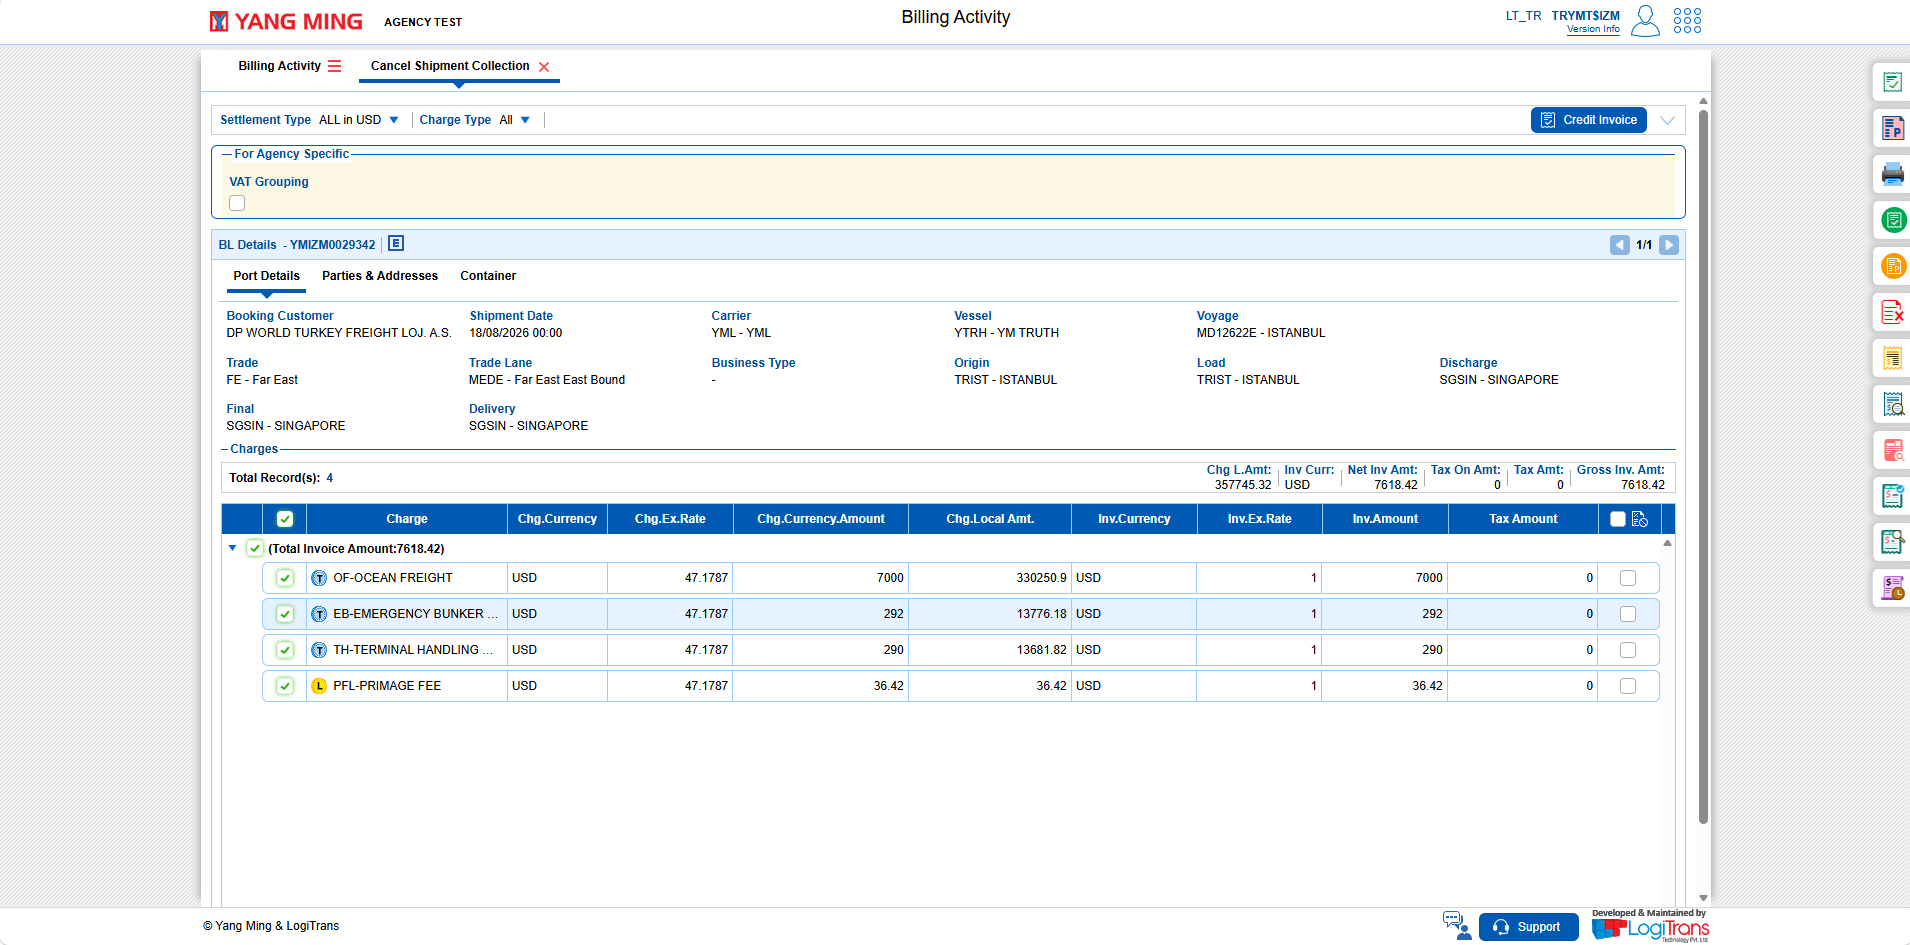 YANG MING AGENCY TEST
Billing Activity
LT_TR TRYMT$IZM
Version Info
Billing Activity
Cancel Shipment Collection
Settlement Type ALL in USD
Charge Type All
Credit Invoice
For Agency Specific
VAT Grouping
BL Details - YMIZM0029342 E
1/1
Port Details Parties & Addresses Container
Booking Customer Shipment Date Carrier Vessel Voyage
DP WORLD TURKEY FREIGHT LOJ. A.S. 18/08/2026 00:00 YML - YML YTRH - YM TRUTH MD12622E - ISTANBUL
Trade Trade Lane Business Type Origin Load Discharge
FE - Far East MEDE - Far East East Bound - TRIST - ISTANBUL TRIST - ISTANBUL SGSIN - SINGAPORE
Final Delivery
SGSIN - SINGAPORE SGSIN - SINGAPORE
Charges
Total Record(s): 4
Chg L.Amt: Inv Curr: Net Inv Amt: Tax On Amt: Tax Amt: Gross Inv. Amt:
357745.32 USD 7618.42 0 0 7618.42
Charge Chg.Currency Chg.Ex.Rate Chg.Currency.Amount Chg.Local Amt. Inv.Currency Inv.Ex.Rate Inv.Amount Tax Amount
(Total Invoice Amount:7618.42)
T OF-OCEAN FREIGHT USD 47.1787 7000 330250.9 USD 1 7000 0
T EB-EMERGENCY BUNKER ... USD 47.1787 292 13776.18 USD 1 292 0
T TH-TERMINAL HANDLING ... USD 47.1787 290 13681.82 USD 1 290 0
L PFL-PRIMAGE FEE USD 47.1787 36.42 36.42 USD 1 36.42 0
© Yang Ming & LogiTrans
Support
Developed & Maintained by
LogiTrans
Technology Pvt. Ltd.